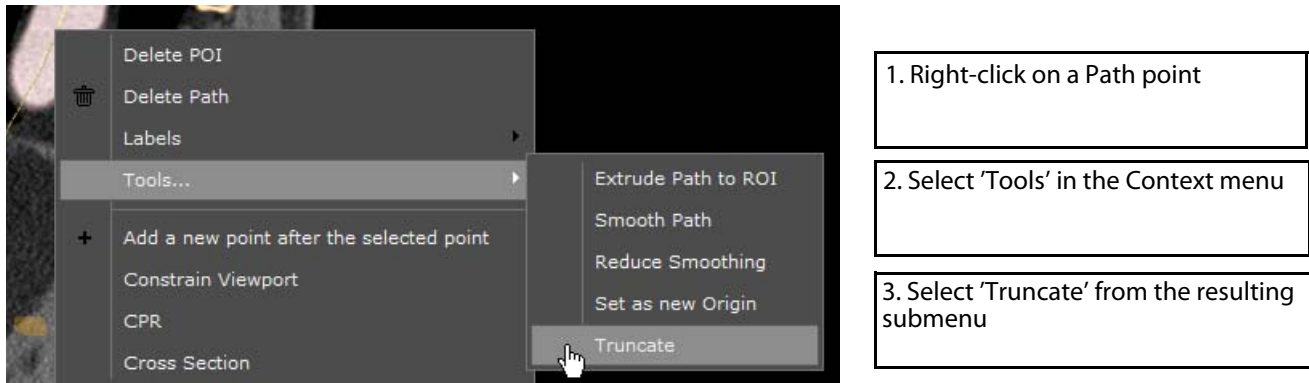 Delete POI
Delete Path
Labels
Tools...
Add a new point after the selected point
Constrain Viewport
CPR
Cross Section
Extrude Path to ROI
Smooth Path
Reduce Smoothing
Set as new Origin
Truncate
1. Right-click on a Path point
2. Select ’Tools’ in the Context menu
3. Select ’Truncate’ from the resulting
submenu